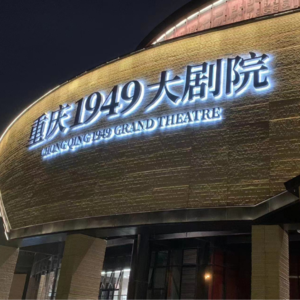 重庆1949大剧院
CHONGQING 1949 GRAND THEATRE